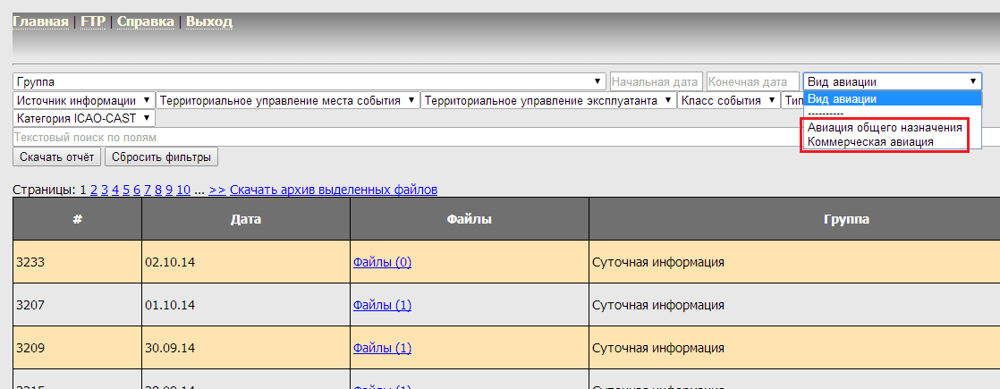 Главная | FTP | Справка | Выход
Группа Начальная дата Конечная дата Вид авиации
Источник информации Территориальное управление места события Территориальное управление эксплуатанта Класс события Тип
Вид авиации
----------
Авиация общего назначения
Коммерческая авиация
Категория ICAO-CAST
Текстовый поиск по полям
Скачать отчёт Сбросить фильтры
Страницы: 1 2 3 4 5 6 7 8 9 10 ... >> Скачать архив выделенных файлов
# Дата Файлы Группа
3233 02.10.14 Файлы (0) Суточная информация
3207 01.10.14 Файлы (1) Суточная информация
3209 30.09.14 Файлы (1) Суточная информация